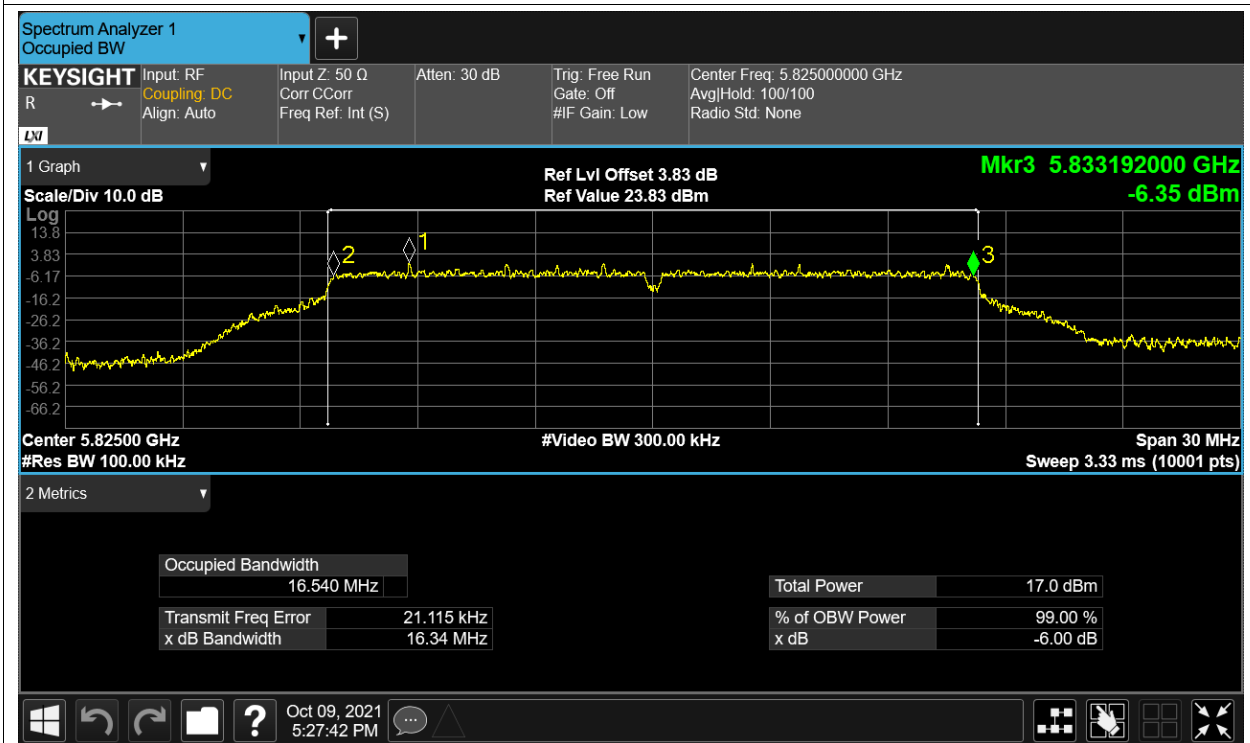 Spectrum Analyzer 1
Occupied BW
+
KEYSIGHT
R
LXI
Input: RF
Coupling: DC
Align: Auto
Input Z: 50 Ω
Corr CCorr
Freq Ref: Int (S)
Atten: 30 dB
Trig: Free Run
Gate: Off
#IF Gain: Low
Center Freq: 5.825000000 GHz
Avg|Hold: 100/100
Radio Std: None
1 Graph
Scale/Div 10.0 dB
Ref Lvl Offset 3.83 dB
Ref Value 23.83 dBm
Mkr3 5.833192000 GHz
-6.35 dBm
Log
13.8
3.83
-6.17
-16.2
-26.2
-36.2
-46.2
-56.2
-66.2
2
1
3
Center 5.82500 GHz
#Res BW 100.00 kHz
#Video BW 300.00 kHz
Span 30 MHz
Sweep 3.33 ms (10001 pts)
2 Metrics
Occupied Bandwidth
16.540 MHz
Transmit Freq Error 21.115 kHz
x dB Bandwidth 16.34 MHz
Total Power 17.0 dBm
% of OBW Power 99.00 %
x dB -6.00 dB
?
Oct 09, 2021
5:27:42 PM